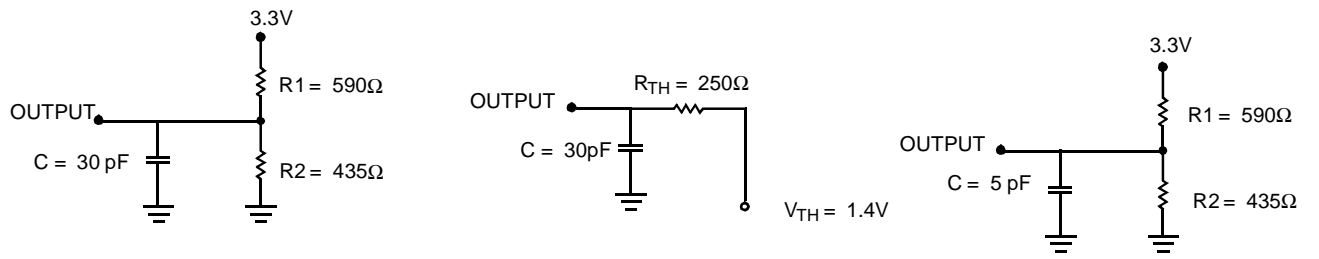 3.3V
R1 = 590Ω
OUTPUT
C = 30 pF
R2 = 435Ω
RTH = 250Ω
OUTPUT
C = 30pF
VTH = 1.4V
3.3V
R1 = 590Ω
OUTPUT
C = 5 pF
R2 = 435Ω